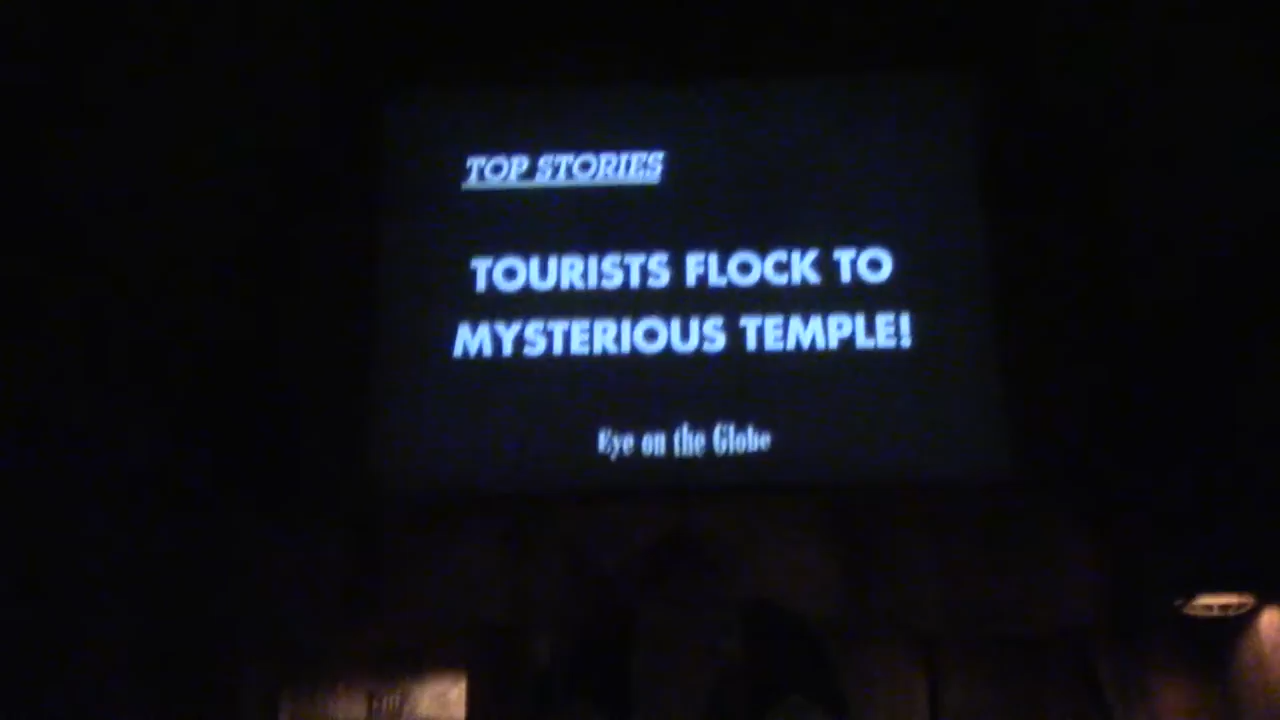 TOP STORIES
TOURISTS FLOCK TO
MYSTERIOUS TEMPLE!
Eye on the Globe